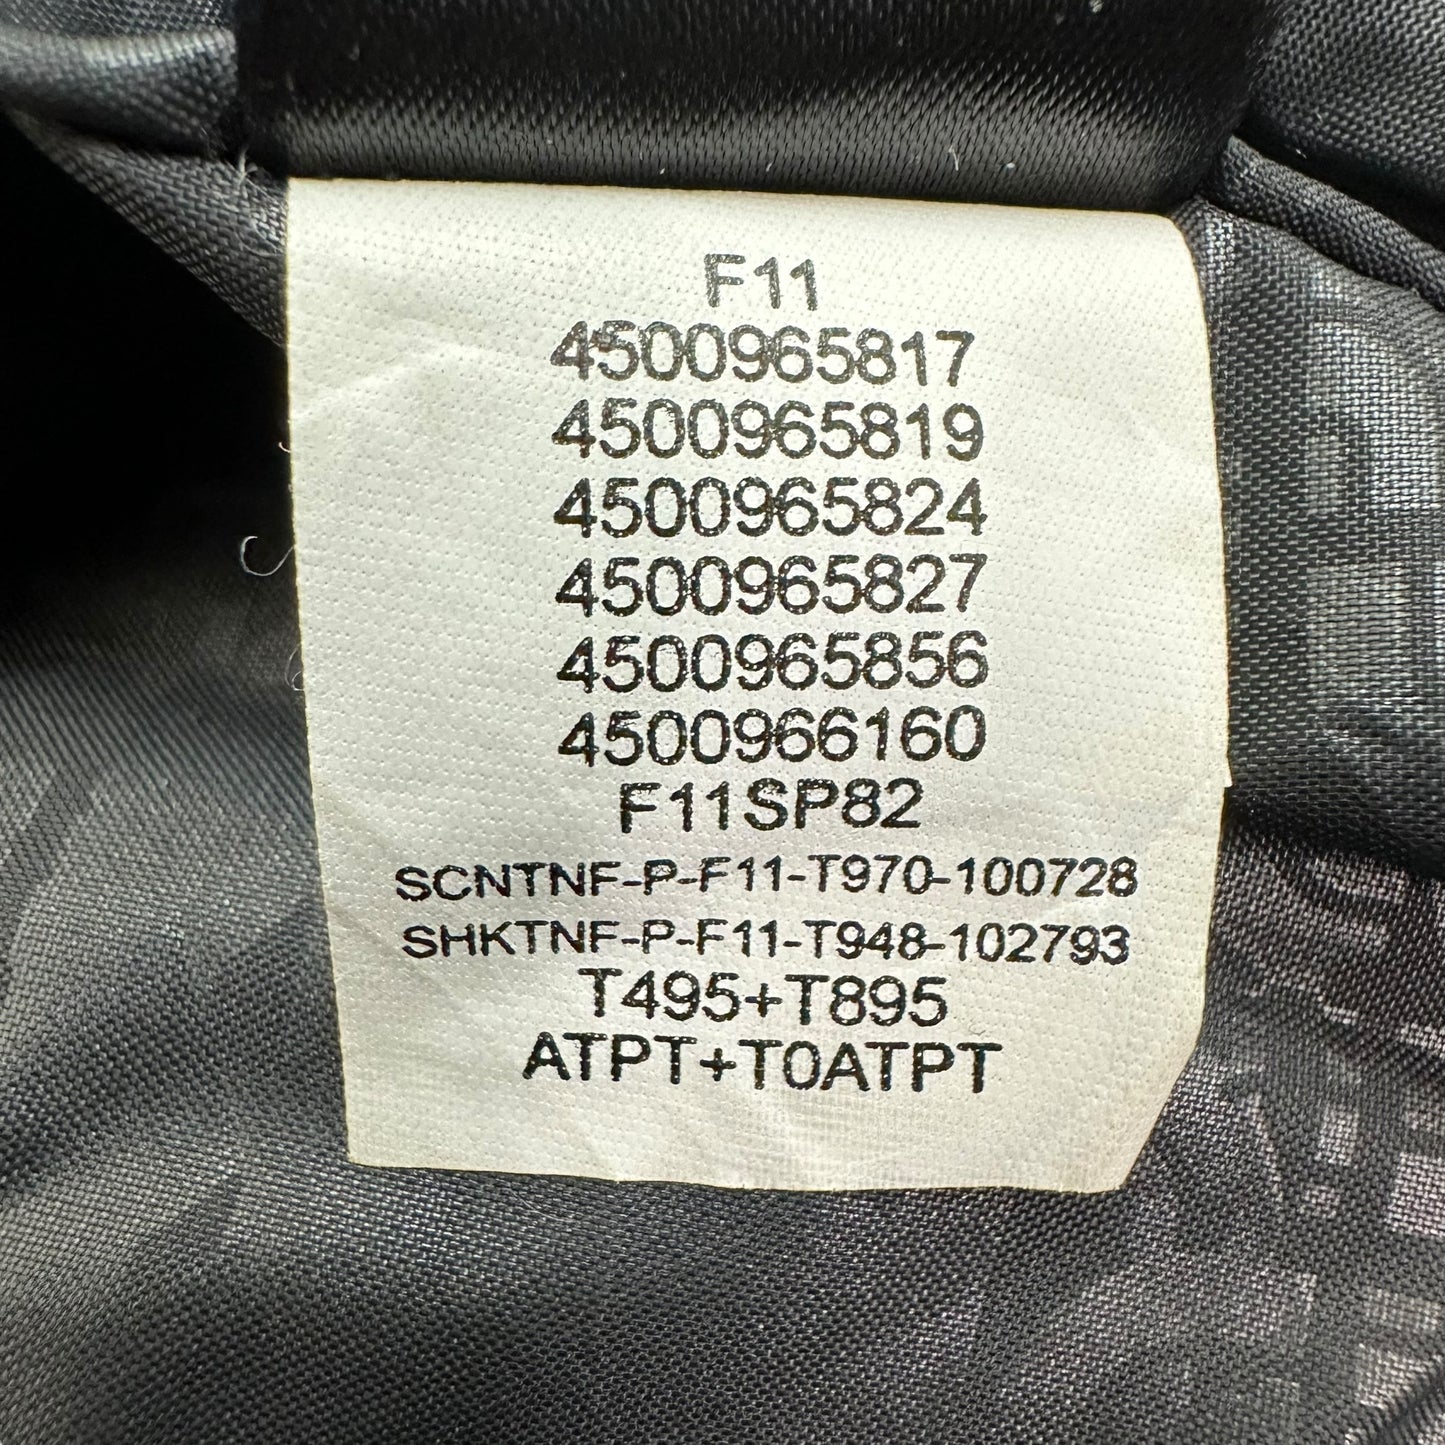 F11
4500965817
4500965819
4500965824
4500965827
4500965856
4500966160
F11SP82
SCNTNF-P-F11-T970-100728
SHKTNF-P-F11-T948-102793
T495+T895
ATPT+T0ATPT